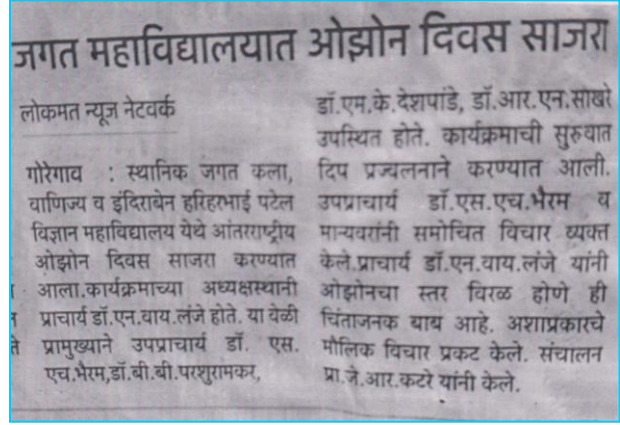 जगत महाविद्यालयात ओझोन दिवस साजरा
लोकमत न्यूज नेटवर्क
गोरेगाव : स्थानिक जगत कला,
वाणिज्य व इंदिराबेन हरिहरभाई पटेल
विज्ञान महाविद्यालय येथे आंतरराष्ट्रीय
ओझोन दिवस साजरा करण्यात
आला.कार्यक्रमाच्या अध्यक्षस्थानी
प्राचार्य डॉ.एन.वाय.लंजे होते. या वेळी
प्रामुख्याने उपप्राचार्य डॉ. एस.
एच.भैरम,डॉ.बी.बी.परशुरामकर,
डॉ.एम.के.देशपांडे, डॉ.आर.एन.साखरे
उपस्थित होते. कार्यक्रमाची सुरुवात
दिप प्रज्वलनाने करण्यात आली.
उपप्राचार्य डॉ.एस.एच.भैरम व
मान्यवरांनी समोचित विचार व्यक्त
केले.प्राचार्य डॉ.एन.वाय.लंजे यांनी
ओझोनचा स्तर विरळ होणे ही
चिंताजनक बाय आहे. अशाप्रकारचे
मौलिक विचार प्रकट केले. संचालन
प्रा.जे.आर.कटरे यांनी केले.